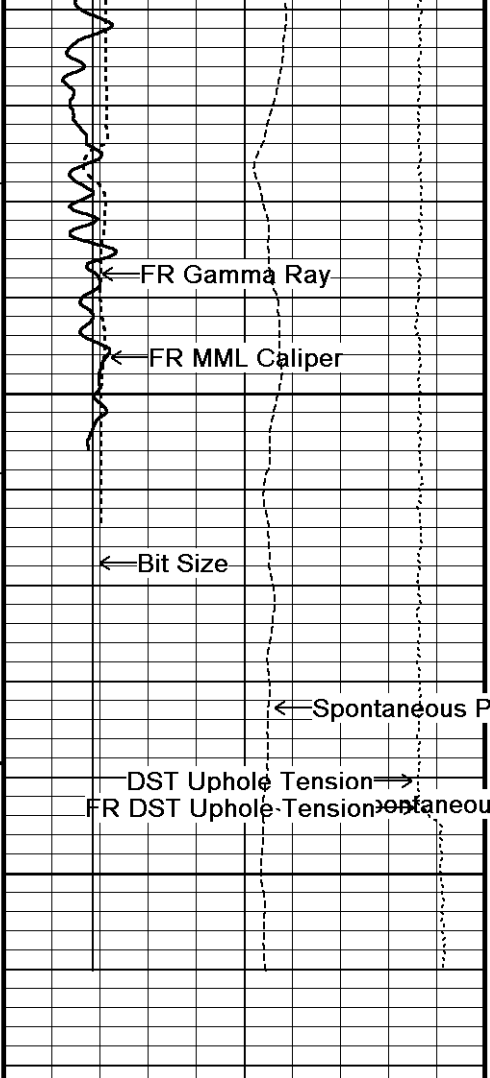 FR Gamma Ray
FR MML Caliper
Bit Size
Spontaneous P
DST Uphole Tension
FR DST Uphole Tension